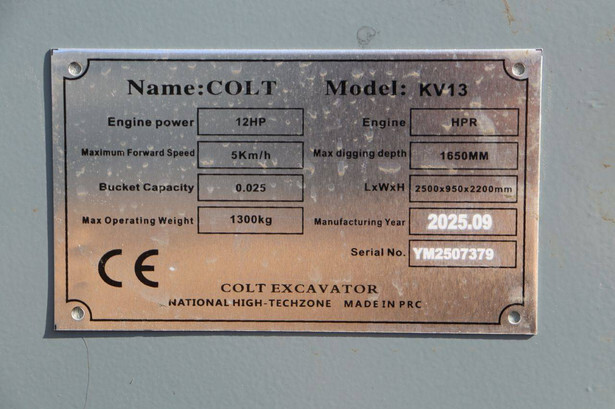 Name:COLT Model: KV13
Engine power 12HP Engine HPR
Maximum Forward Speed 5Km/h Max digging depth 1650MM
Bucket Capacity 0.025 LxWxH 2500x950x2200mm
Max Operating Weight 1300kg Manufacturing Year 2025.09
Serial No. YM2507379
CE
COLT EXCAVATOR
NATIONAL HIGH-TECHZONE MADE IN PRC